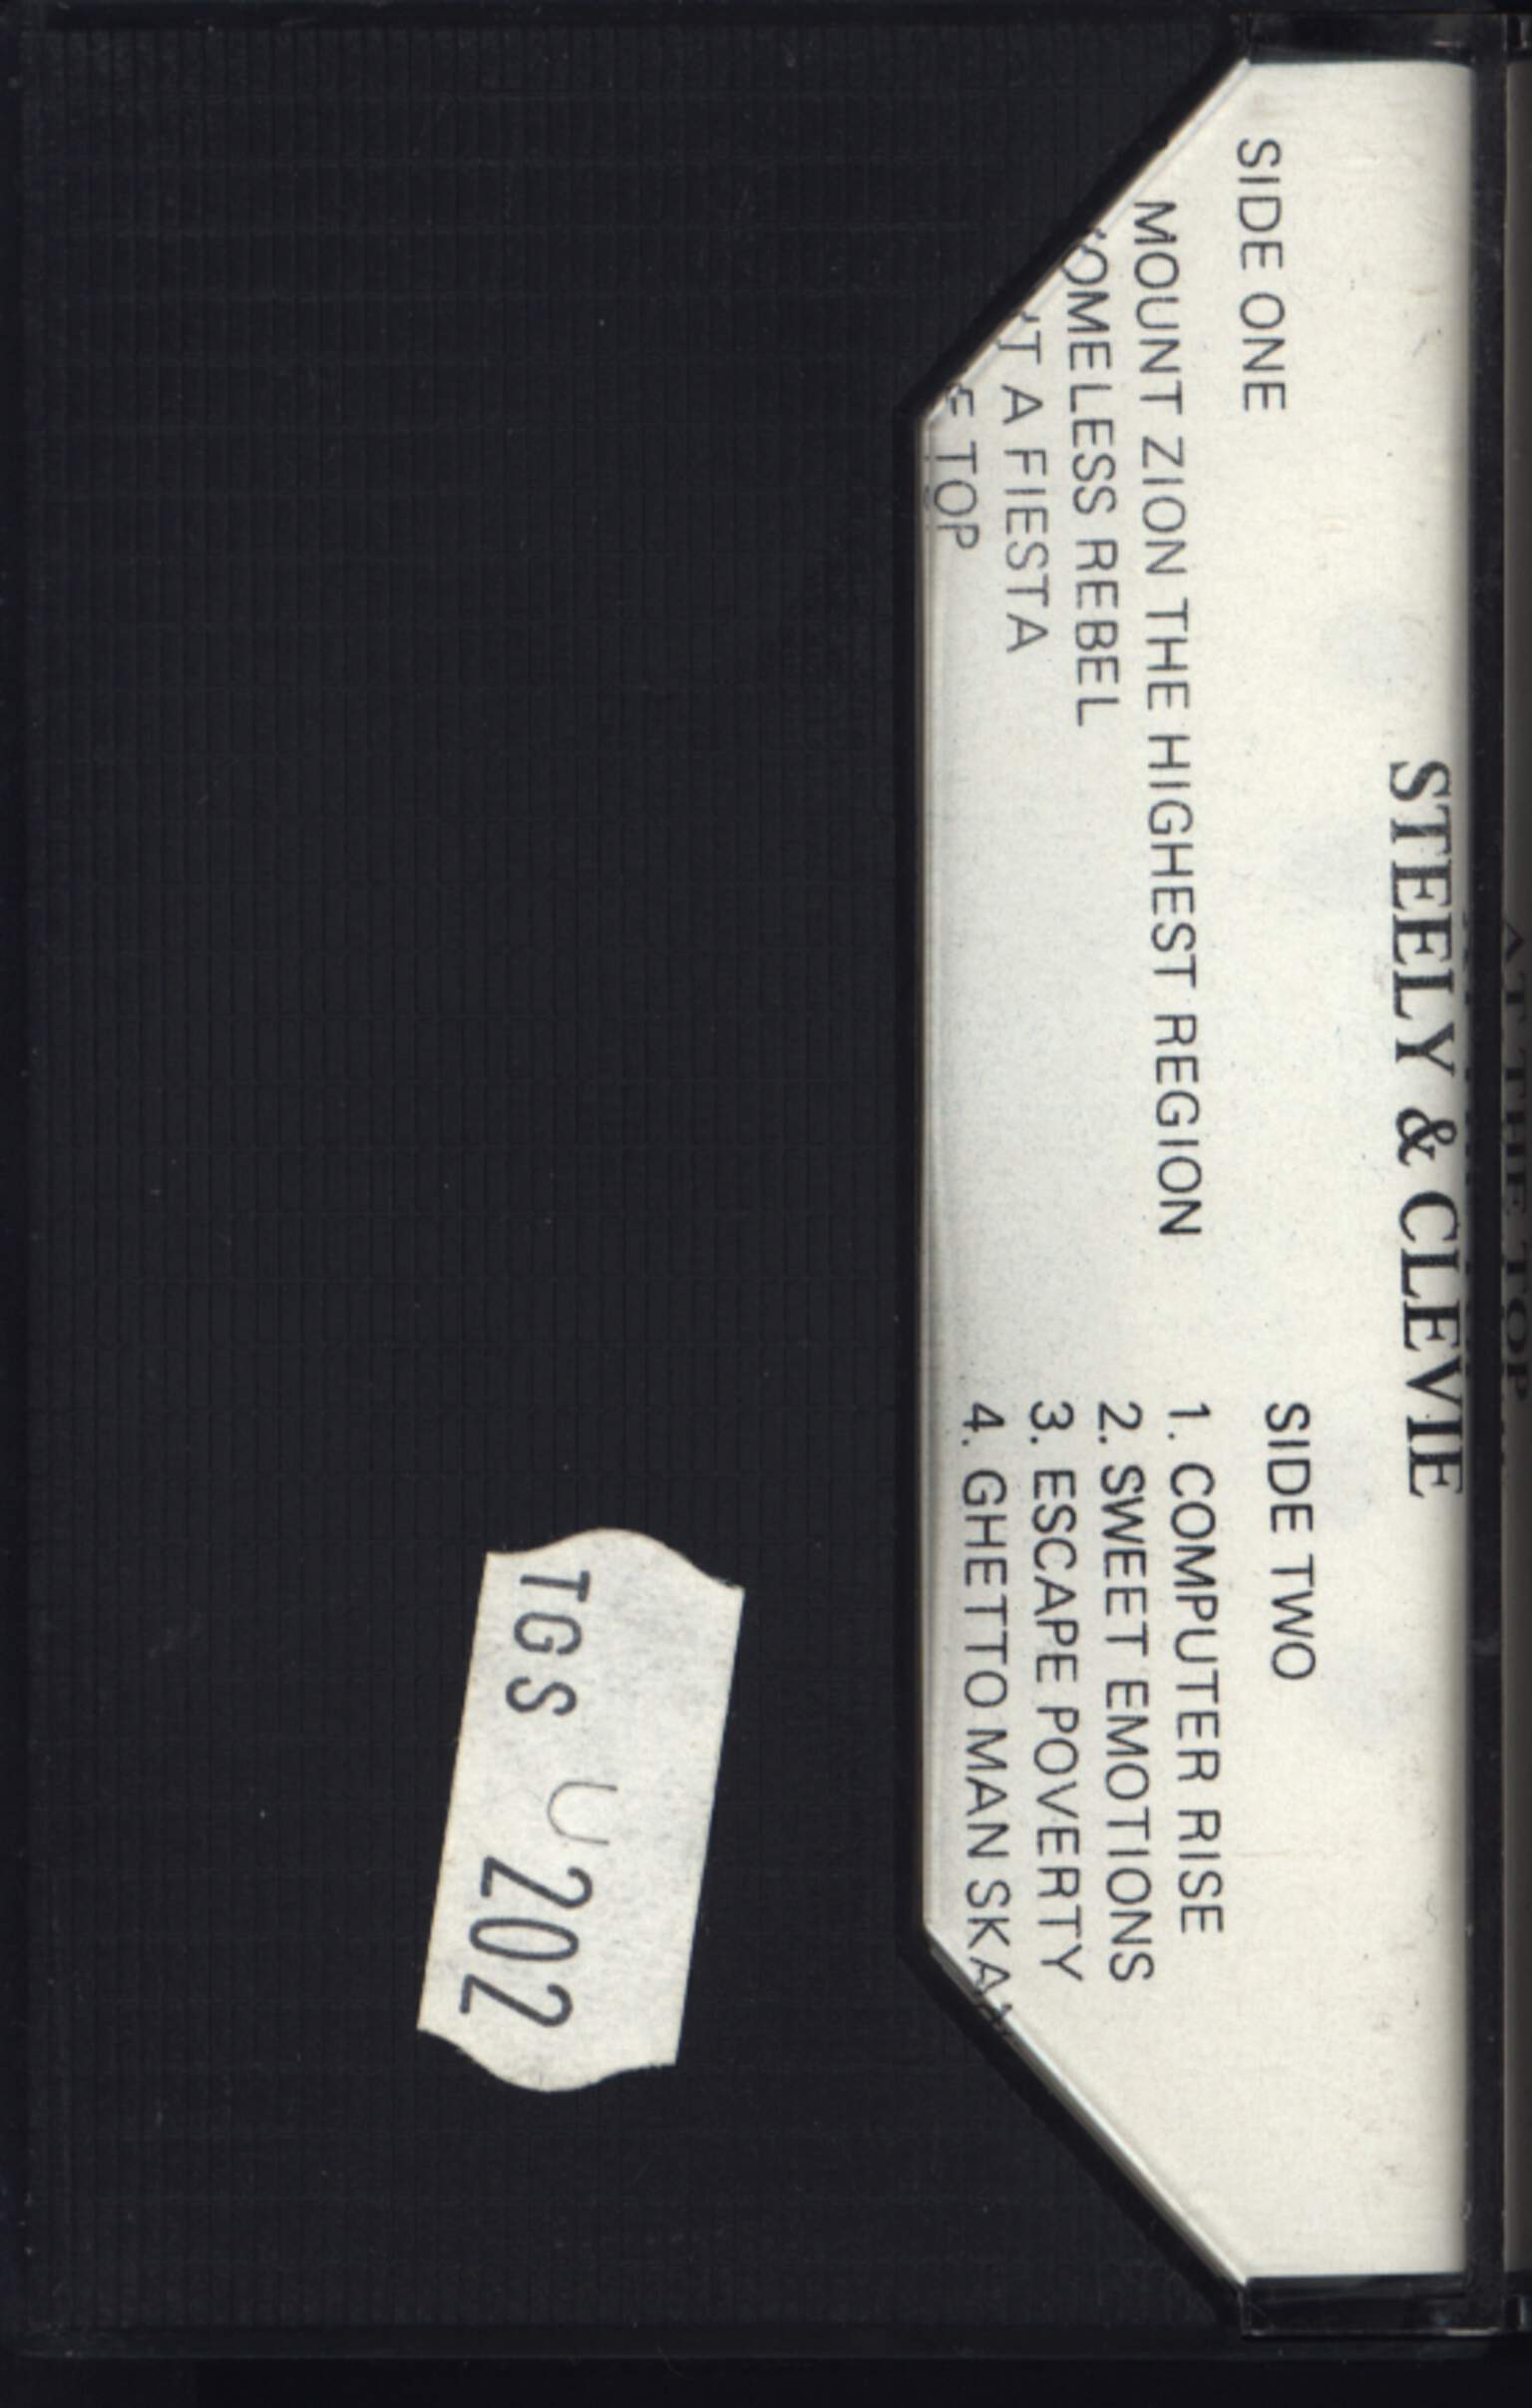 AT THE TOP
STEELY & CLEVIE
SIDE ONE
MOUNT ZION THE HIGHEST REGION
OMELESS REBEL
T A FIESTA
E TOP
SIDE TWO
1. COMPUTER RISE
2. SWEET EMOTIONS
3. ESCAPE POVERTY
4. GHETTO MAN SKA
TGS U 202